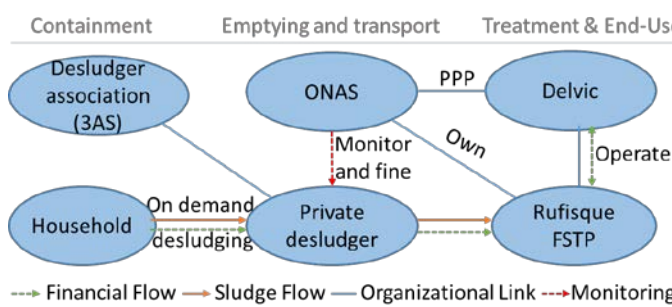 Containment
Emptying and transport
Treatment & End-Use
Desludger
association
(3AS)
ONAS
PPP
Delvic
Monitor
and fine
Own
Operate
Household
On demand
desludging
Private
desludger
Rufisque
FSTP
Financial Flow
Sludge Flow
Organizational Link
Monitoring